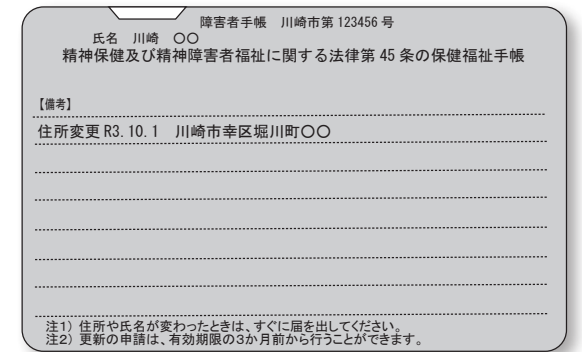 障害者手帳 川崎市第 123456 号
氏名 川崎 〇〇
精神保健及び精神障害者福祉に関する法律第 45 条の保健福祉手帳
【備考】
住所変更 R3.10.1 川崎市幸区堀川町〇〇
注1) 住所や氏名が変わったときは、すぐに届を出してください。
注2) 更新の申請は、有効期限の3か月前から行うことができます。